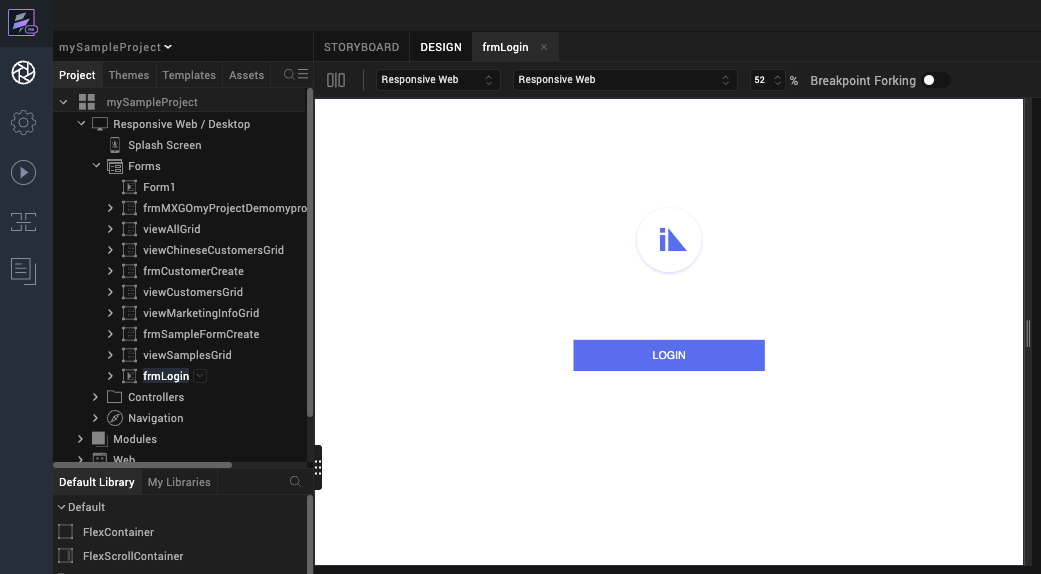 mySampleProject
STORYBOARD
DESIGN
frmLogin
Project
Themes
Templates
Assets
Responsive Web
Responsive Web
52
%
Breakpoint Forking
mySampleProject
Responsive Web / Desktop
Splash Screen
Forms
Form1
frmMXGOmyProjectDemomypro
viewAllGrid
viewChineseCustomersGrid
frmCustomerCreate
viewCustomersGrid
viewMarketingInfoGrid
frmSampleFormCreate
viewSamplesGrid
frmLogin
Controllers
Navigation
Modules
Web
LOGIN
Default Library
My Libraries
Default
FlexContainer
FlexScrollContainer